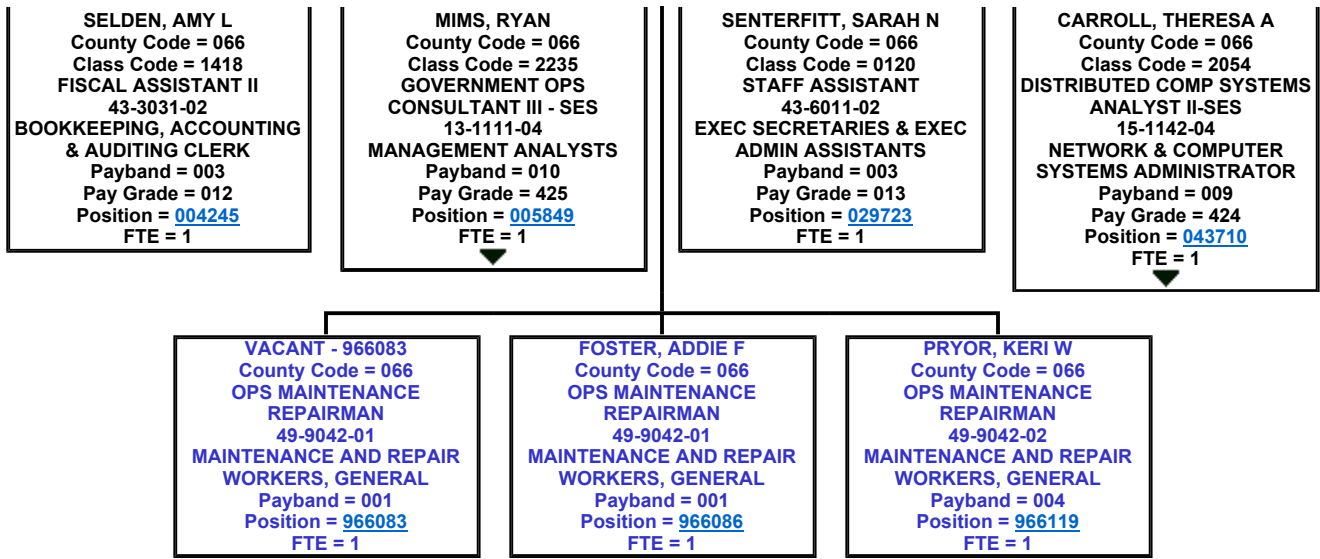 SELDEN, AMY L
County Code = 066
Class Code = 1418
FISCAL ASSISTANT II
43-3031-02
BOOKKEEPING, ACCOUNTING
& AUDITING CLERK
Payband = 003
Pay Grade = 012
Position = 004245
FTE = 1
MIMS, RYAN
County Code = 066
Class Code = 2235
GOVERNMENT OPS
CONSULTANT III - SES
13-1111-04
MANAGEMENT ANALYSTS
Payband = 010
Pay Grade = 425
Position = 005849
FTE = 1
SENTERFITT, SARAH N
County Code = 066
Class Code = 0120
STAFF ASSISTANT
43-6011-02
EXEC SECRETARIES & EXEC
ADMIN ASSISTANTS
Payband = 003
Pay Grade = 013
Position = 029723
FTE = 1
CARROLL, THERESA A
County Code = 066
Class Code = 2054
DISTRIBUTED COMP SYSTEMS
ANALYST II-SES
15-1142-04
NETWORK & COMPUTER
SYSTEMS ADMINISTRATOR
Payband = 009
Pay Grade = 424
Position = 043710
FTE = 1
VACANT - 966083
County Code = 066
OPS MAINTENANCE
REPAIRMAN
49-9042-01
MAINTENANCE AND REPAIR
WORKERS, GENERAL
Payband = 001
Position = 966083
FTE = 1
FOSTER, ADDIE F
County Code = 066
OPS MAINTENANCE
REPAIRMAN
49-9042-01
MAINTENANCE AND REPAIR
WORKERS, GENERAL
Payband = 001
Position = 966086
FTE = 1
PRYOR, KERI W
County Code = 066
OPS MAINTENANCE
REPAIRMAN
49-9042-02
MAINTENANCE AND REPAIR
WORKERS, GENERAL
Payband = 004
Position = 966119
FTE = 1